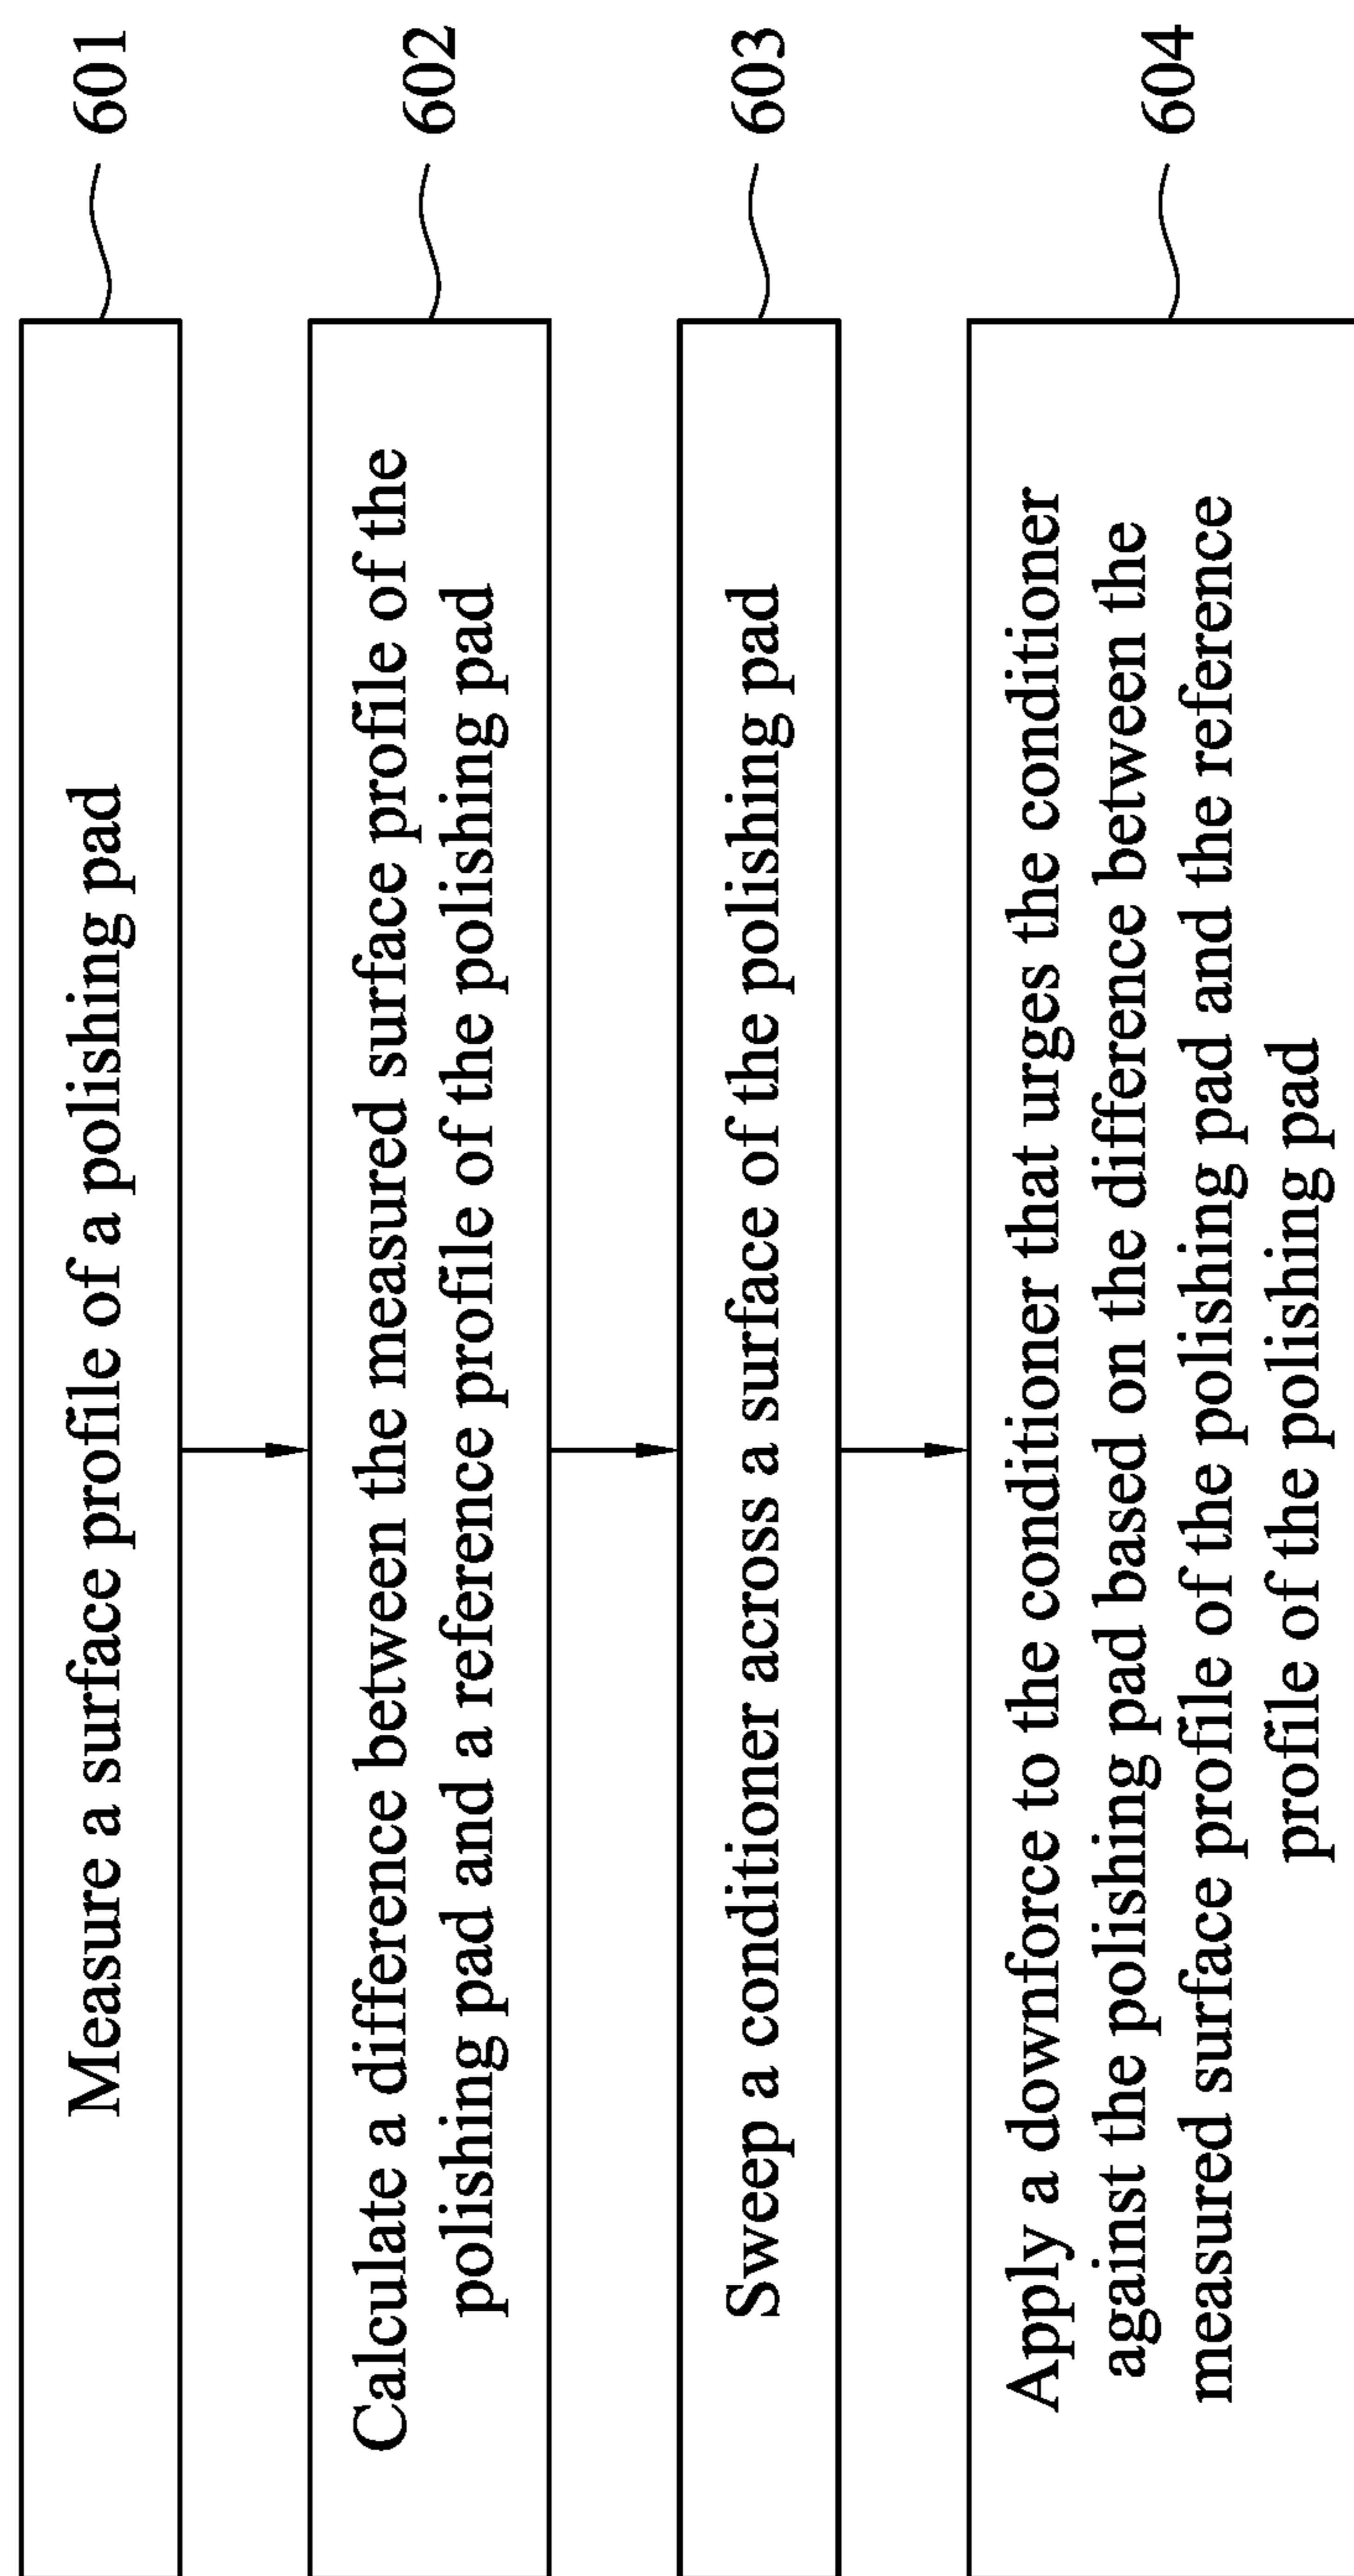 Measure a surface profile of a polishing pad
601
Calculate a difference between the measured surface profile of the
polishing pad and a reference profile of the polishing pad
602
Sweep a conditioner across a surface of the polishing pad
603
Apply a downforce to the conditioner that urges the conditioner
against the polishing pad based on the difference between the
measured surface profile of the polishing pad and the reference
profile of the polishing pad
604